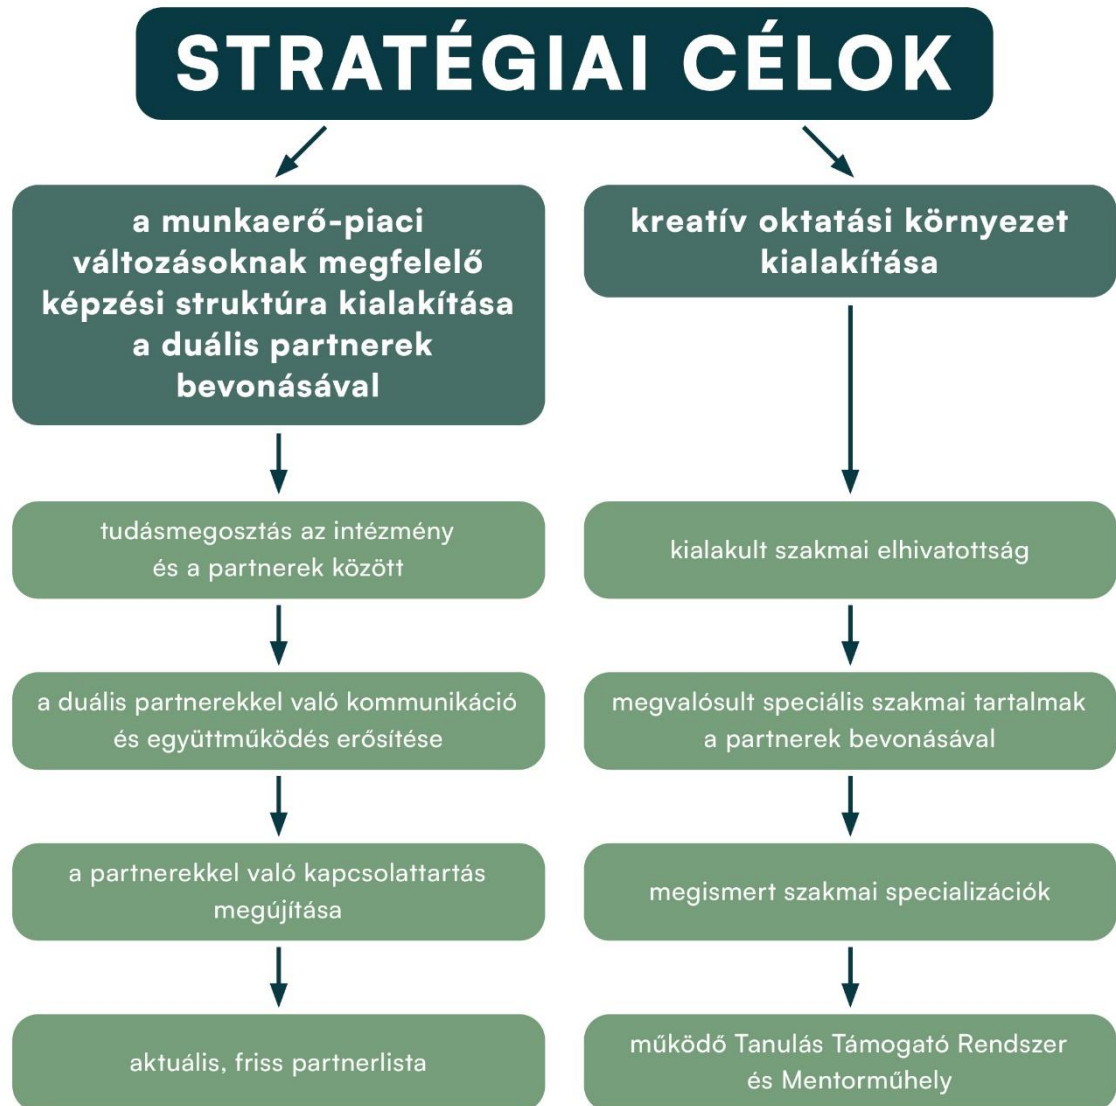 STRATÉGIAI CÉLOK
a munkaerő-piaci
változásoknak megfelelő
képzési struktúra kialakítása
a duális partnerek
bevonásával
tudásmegosztás az intézmény
és a partnerek között
a duális partnerekkel való kommunikáció
és együttműködés erősítése
a partnerekkel való kapcsolattartás
megújítása
aktuális, friss partnerlista
kreatív oktatási környezet
kialakítása
kialakult szakmai elhivatottság
megvalósult speciális szakmai tartalmak
a partnerek bevonásával
megismert szakmai specializációk
működő Tanulás Támogató Rendszer
és Mentorműhely